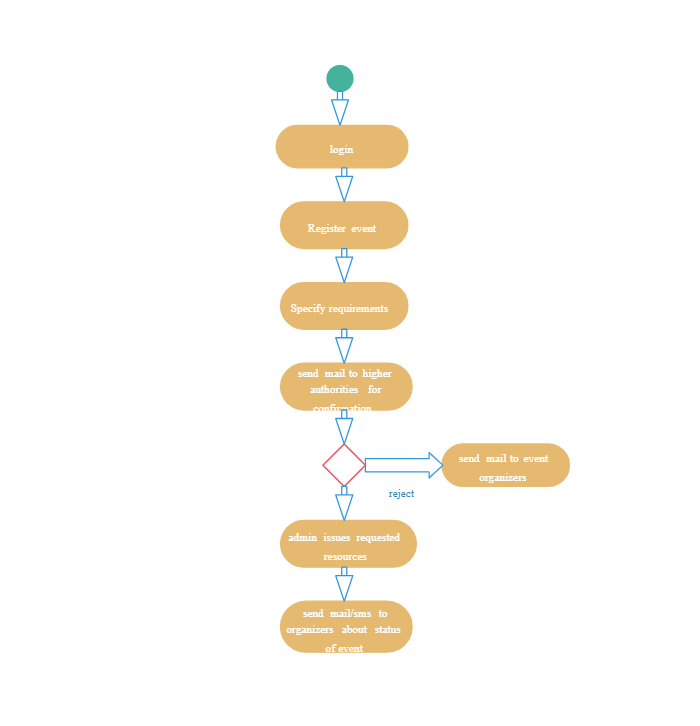 login
Register event
Specify requirements
send mail to higher
authorities for
confirmation
send mail to event
organizers
reject
admin issues requested
resources
send mail/sms to
organizers about status
of event